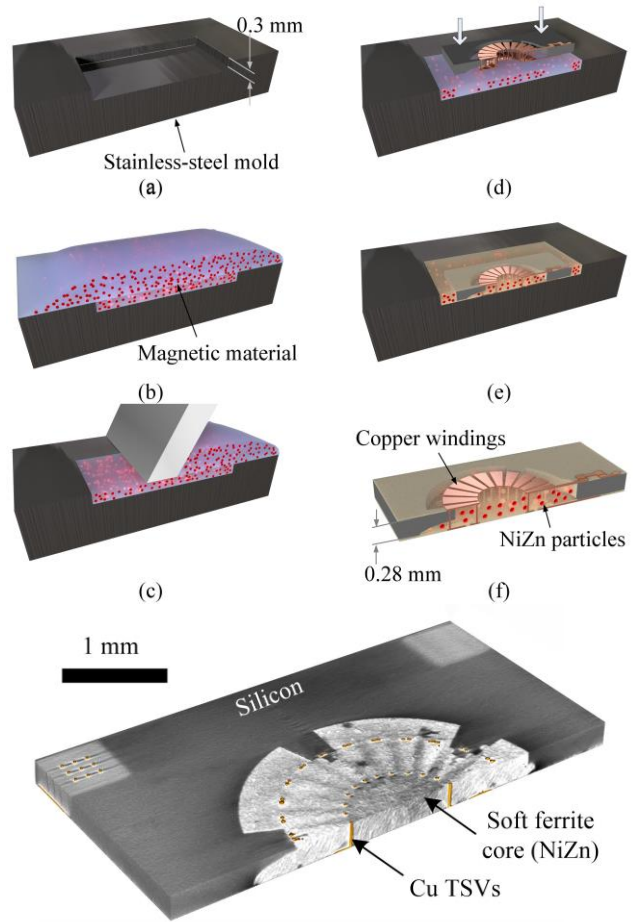 0.3 mm
Stainless-steel mold
(a)
(d)
Magnetic material
(b)
(e)
(c)
Copper windings
NiZn particles
0.28 mm
(f)
1 mm
Silicon
Soft ferrite
core (NiZn)
Cu TSVs